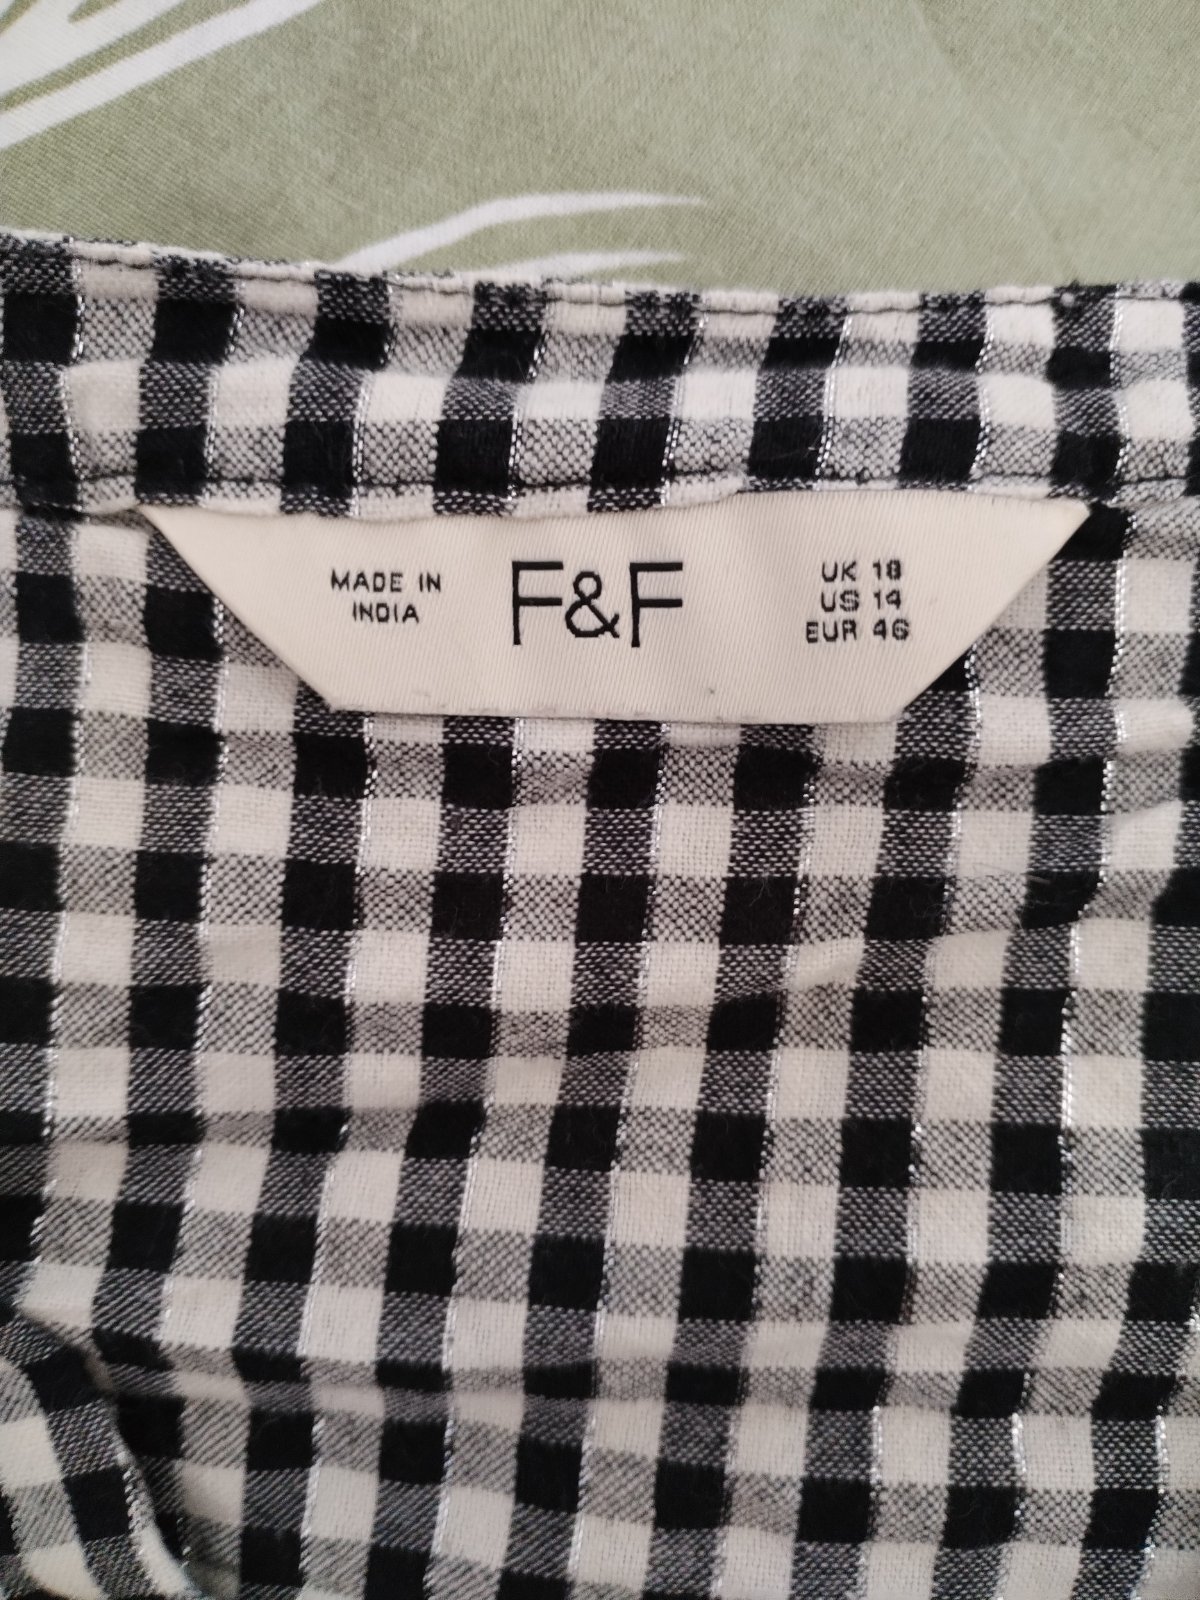 MADE IN
INDIA
F&F
UK 18
US 14
EUR 46